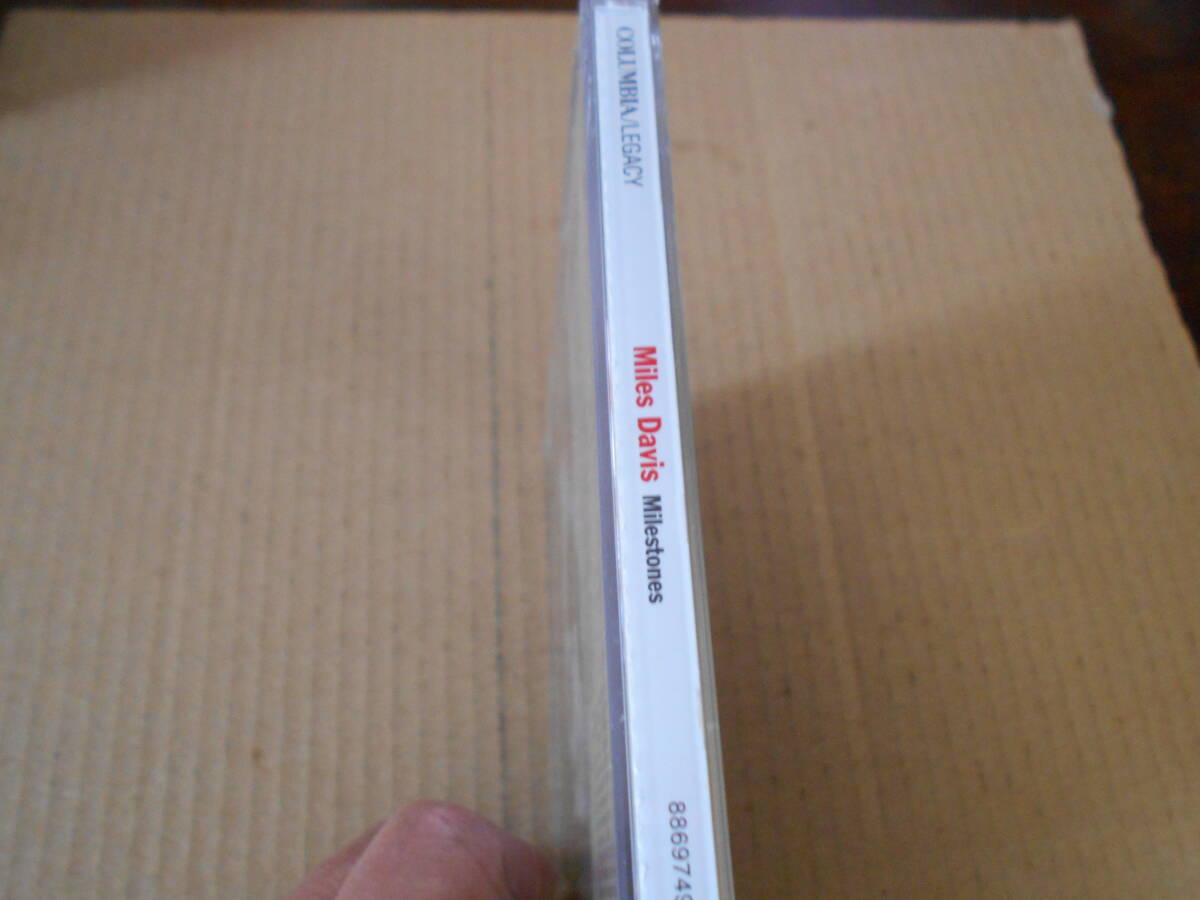 COLUMBIA/LEGACY
Miles Davis Milestones
8869749